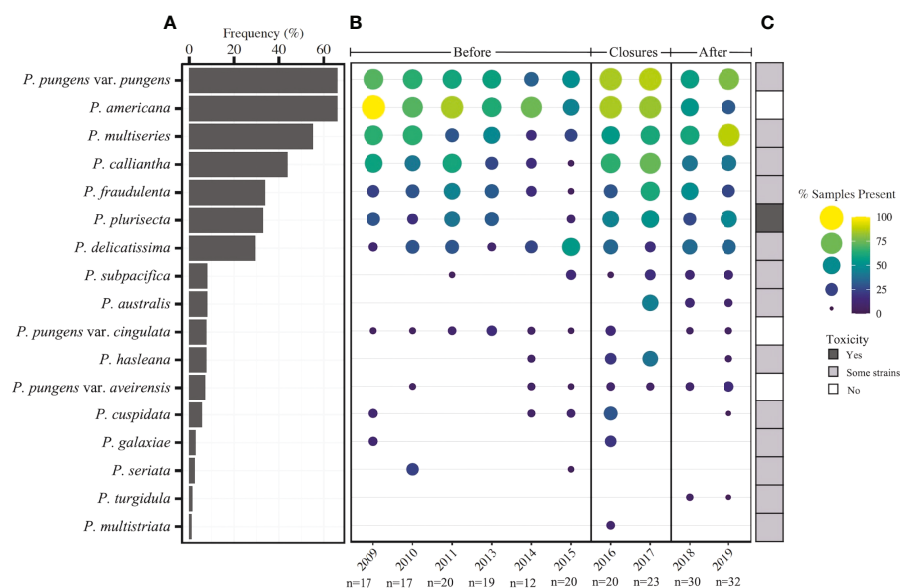 A
B
C
Frequency (%)
0 20 40 60
Before
Closures
After
P. pungens var. pungens
P. americana
P. multiseries
P. calliantha
P. fraudulenta
P. plurisecta
P. delicatissima
P. subpacifica
P. australis
P. pungens var. cingulata
P. hasleana
P. pungens var. aveirensis
P. cuspidata
P. galaxiae
P. seriata
P. turgidula
P. multistriata
2009 2010 2011 2013 2014 2015 2016 2017 2018 2019
n=17 n=17 n=20 n=19 n=12 n=20 n=20 n=23 n=30 n=32
% Samples Present
100
75
50
25
0
Toxicity
Yes
Some strains
No